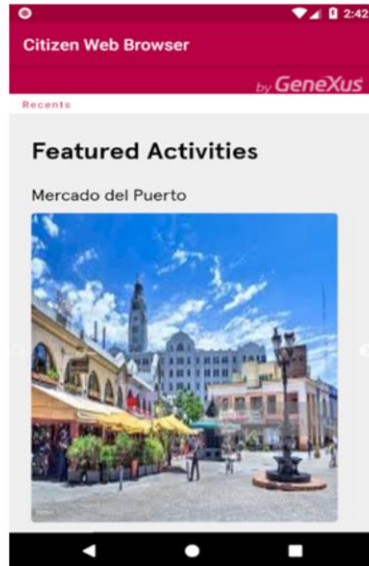 2:42
Citizen Web Browser
by GeneXus
Recents
Featured Activities
Mercado del Puerto